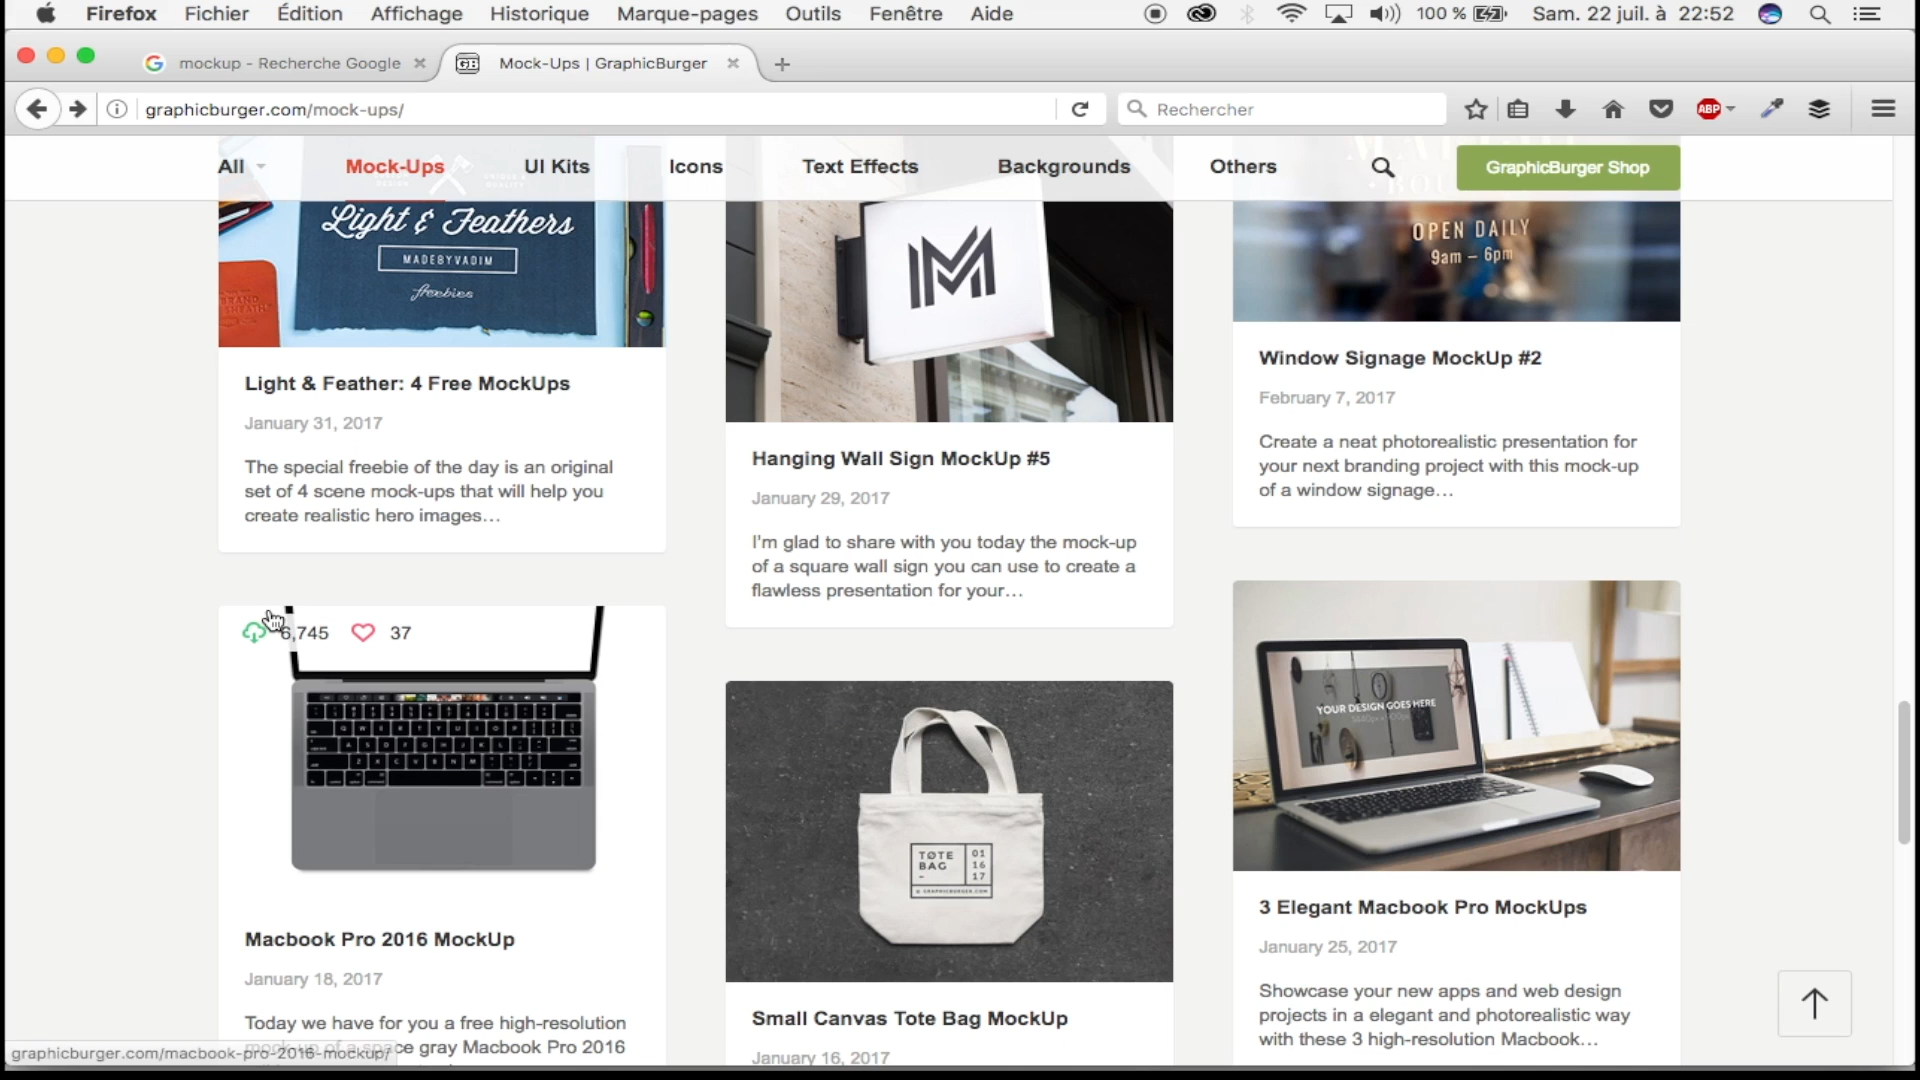 Firefox Fichier Édition Affichage Historique Marque-pages Outils Fenêtre Aide 100 % Sam. 22 juil. à 22:52
mockup - Recherche Google
Mock-Ups | GraphicBurger
graphicburger.com/mock-ups/
Rechercher
ABP
All
Mock-Ups
UI Kits
Icons
Text Effects
Backgrounds
Others
GraphicBurger Shop
Light & Feathers
MADEBYVADIM
freebies
Light & Feather: 4 Free MockUps
January 31, 2017
The special freebie of the day is an original
set of 4 scene mock-ups that will help you
create realistic hero images…
6,745
37
Macbook Pro 2016 MockUp
January 18, 2017
Today we have for you a free high-resolution
mock-up of a space gray Macbook Pro 2016
graphicburger.com/macbook-pro-2016-mockup/
M
Hanging Wall Sign MockUp #5
January 29, 2017
I'm glad to share with you today the mock-up
of a square wall sign you can use to create a
flawless presentation for your…
TØTE
BAG
-
01
16
17
© GRAPHICBURGER.COM
Small Canvas Tote Bag MockUp
January 16, 2017
OPEN DAILY
9am – 6pm
Window Signage MockUp #2
February 7, 2017
Create a neat photorealistic presentation for
your next branding project with this mock-up
of a window signage…
YOUR DESIGN GOES HERE
3 Elegant Macbook Pro MockUps
January 25, 2017
Showcase your new apps and web design
projects in a elegant and photorealistic way
with these 3 high-resolution Macbook…